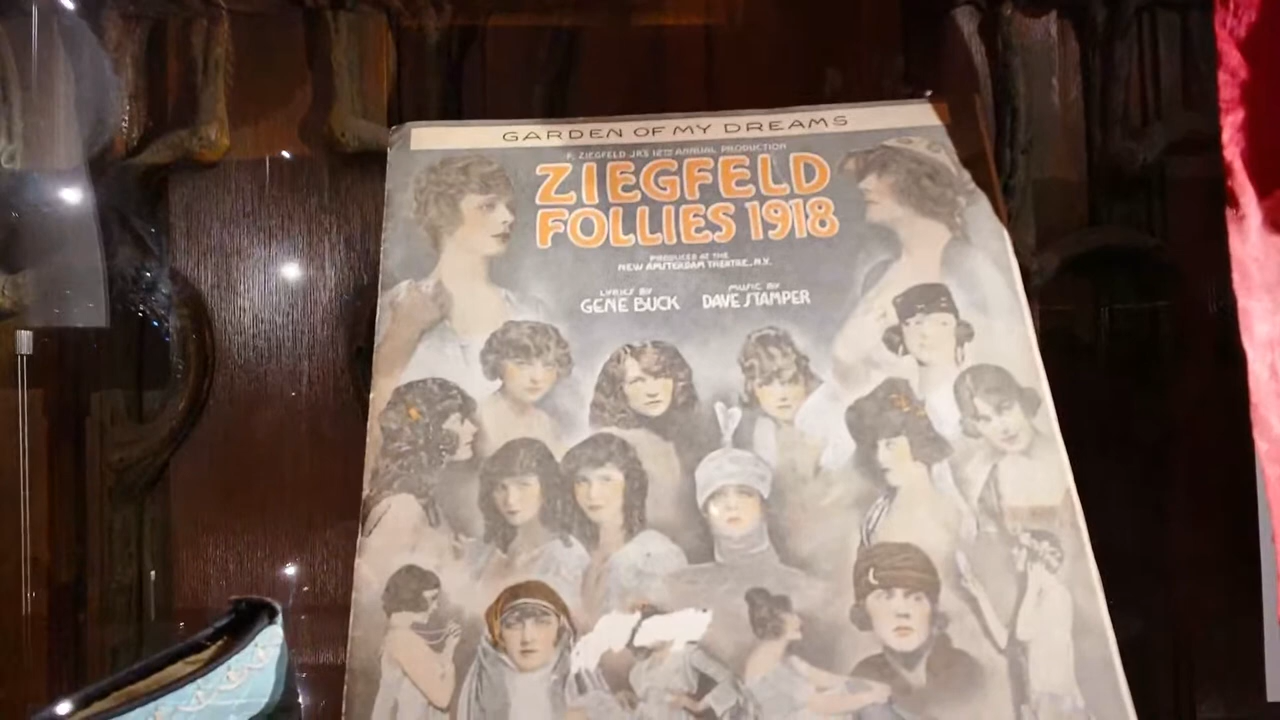 GARDEN OF MY DREAMS
F. ZIEGFELD JR'S 12TH ANNUAL PRODUCTION
ZIEGFELD
FOLLIES 1918
PRODUCED AT THE
NEW AMSTERDAM THEATRE, N.Y.
LYRICS BY
GENE BUCK
MUSIC BY
DAVE STAMPER